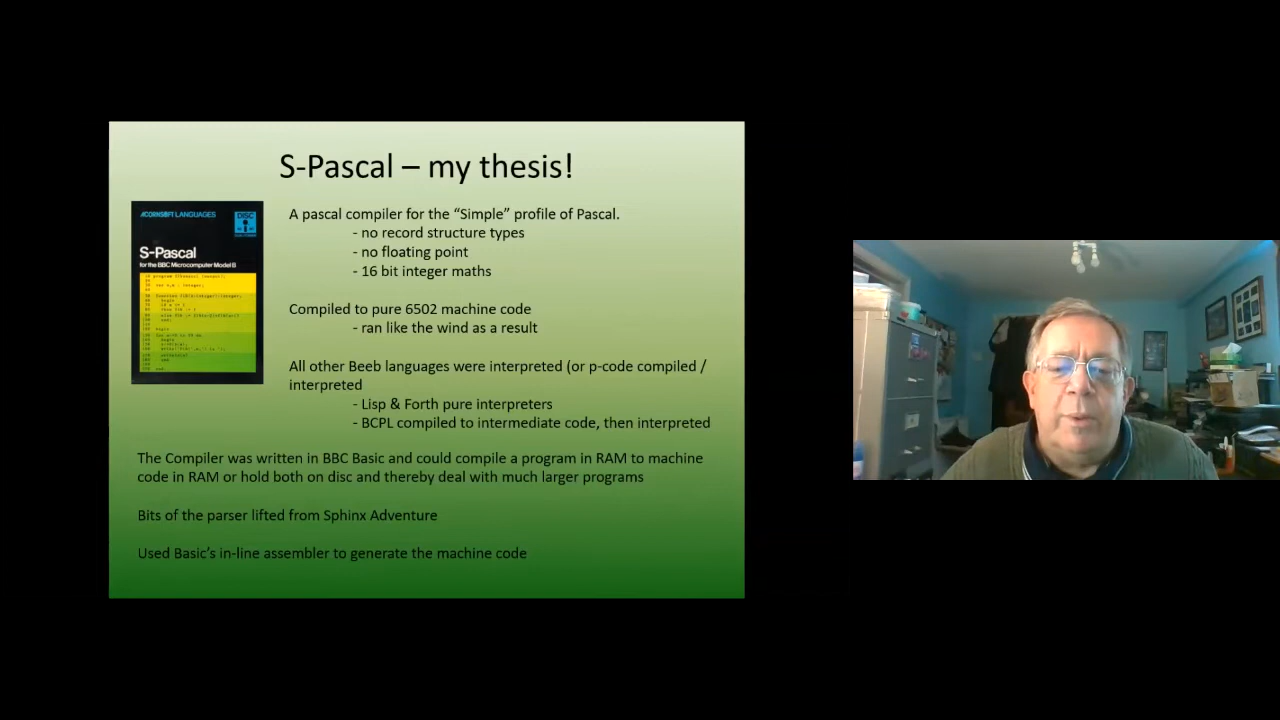 S-Pascal – my thesis!
ACORNSOFT LANGUAGES
DISC
S-Pascal
for the BBC Microcomputer Model B
A pascal compiler for the “Simple” profile of Pascal.
- no record structure types
- no floating point
- 16 bit integer maths
Compiled to pure 6502 machine code
- ran like the wind as a result
All other Beeb languages were interpreted (or p-code compiled /
interpreted
- Lisp & Forth pure interpreters
- BCPL compiled to intermediate code, then interpreted
The Compiler was written in BBC Basic and could compile a program in RAM to machine
code in RAM or hold both on disc and thereby deal with much larger programs
Bits of the parser lifted from Sphinx Adventure
Used Basic’s in-line assembler to generate the machine code